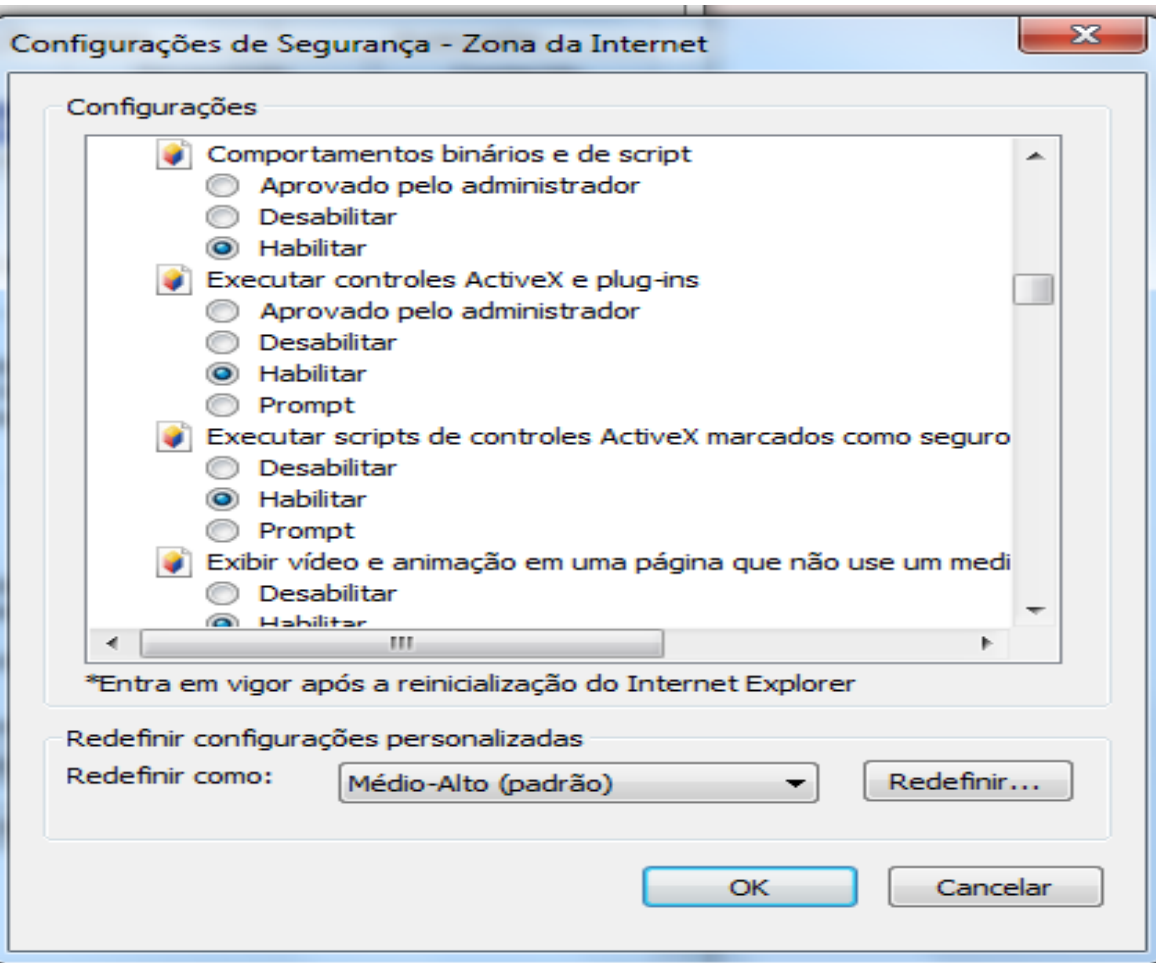 Configurações de Segurança - Zona da Internet
Configurações
Comportamentos binários e de script
Aprovado pelo administrador
Desabilitar
Habilitar
Executar controles ActiveX e plug-ins
Aprovado pelo administrador
Desabilitar
Habilitar
Prompt
Executar scripts de controles ActiveX marcados como seguro
Desabilitar
Habilitar
Prompt
Exibir vídeo e animação em uma página que não use um medi
Desabilitar
Habilitar
*Entra em vigor após a reinicialização do Internet Explorer
Redefinir configurações personalizadas
Redefinir como: Médio-Alto (padrão) Redefinir...
OK Cancelar